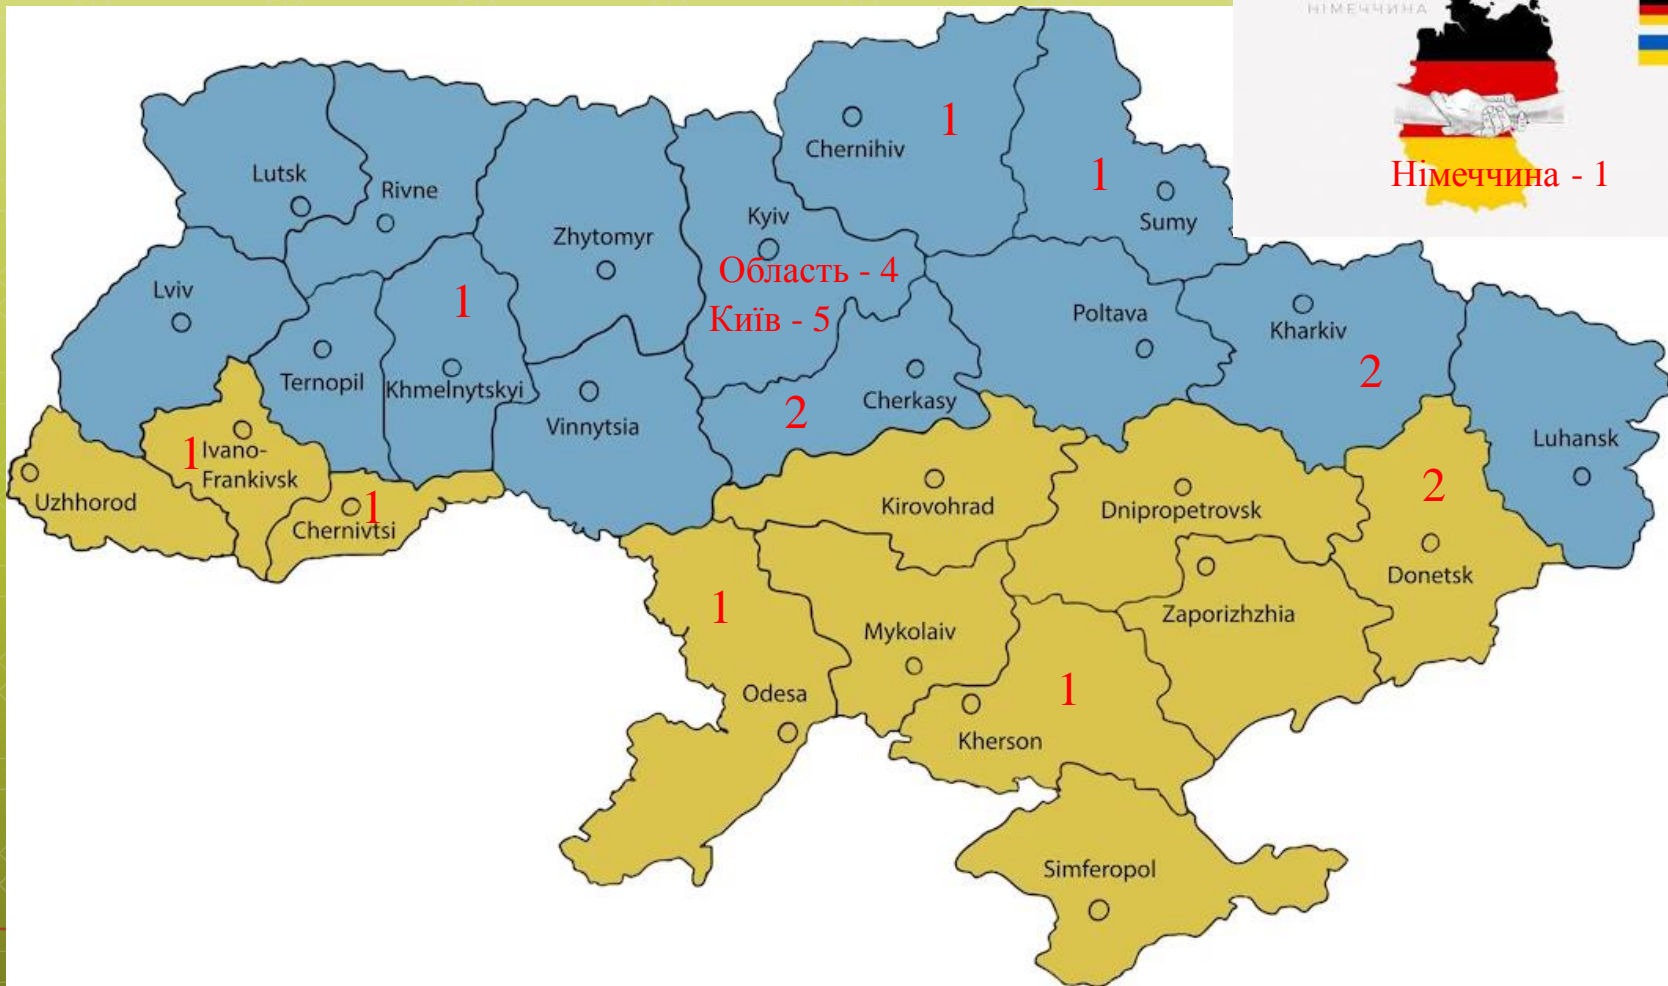 НІМЕЧЧИНА
Німеччина - 1
Chernihiv
1
1
Sumy
Lutsk
Rivne
Zhytomyr
Kyiv
Область - 4
Київ - 5
Lviv
1
Ternopil
Khmelnytskyi
Vinnytsia
2
Cherkasy
Poltava
Kharkiv
2
Luhansk
Uzhhorod
1
Ivano-
Frankivsk
1
Chernivtsi
Kirovohrad
Dnipropetrovsk
2
Donetsk
1
Odesa
Mykolaiv
1
Kherson
Zaporizhzhia
Simferopol